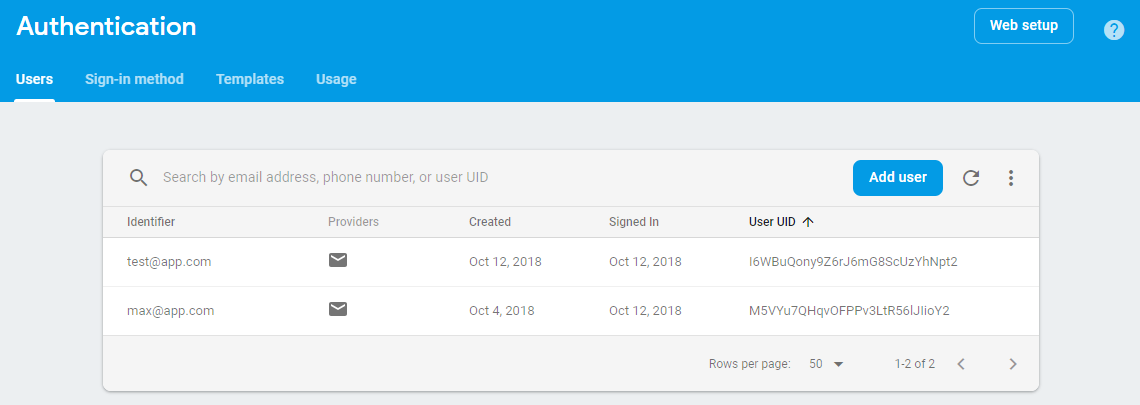 Authentication
Web setup
Users Sign-in method Templates Usage
Search by email address, phone number, or user UID
Add user
Identifier Providers Created Signed In User UID
test@app.com Oct 12, 2018 Oct 12, 2018 I6WBuQony9Z6rJ6mG8ScUzYhNpt2
max@app.com Oct 4, 2018 Oct 12, 2018 M5VYu7QHqvOFPPv3LtR56lJIioY2
Rows per page: 50 1-2 of 2